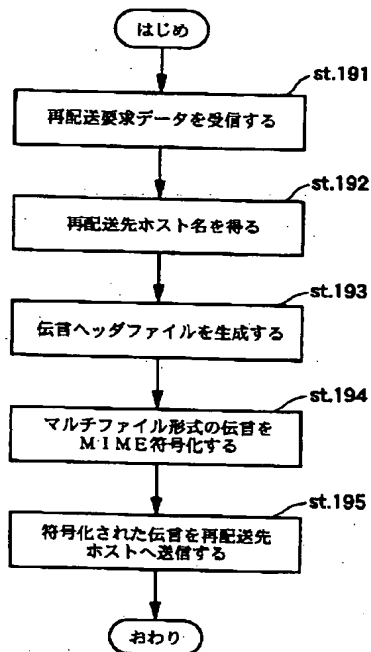 はじめ
st.191
再配送要求データを受信する
st.192
再配送先ホスト名を得る
st.193
伝言ヘッダファイルを生成する
st.194
マルチファイル形式の伝言を
MIME符号化する
st.195
符号化された伝言を再配送先
ホストへ送信する
おわり